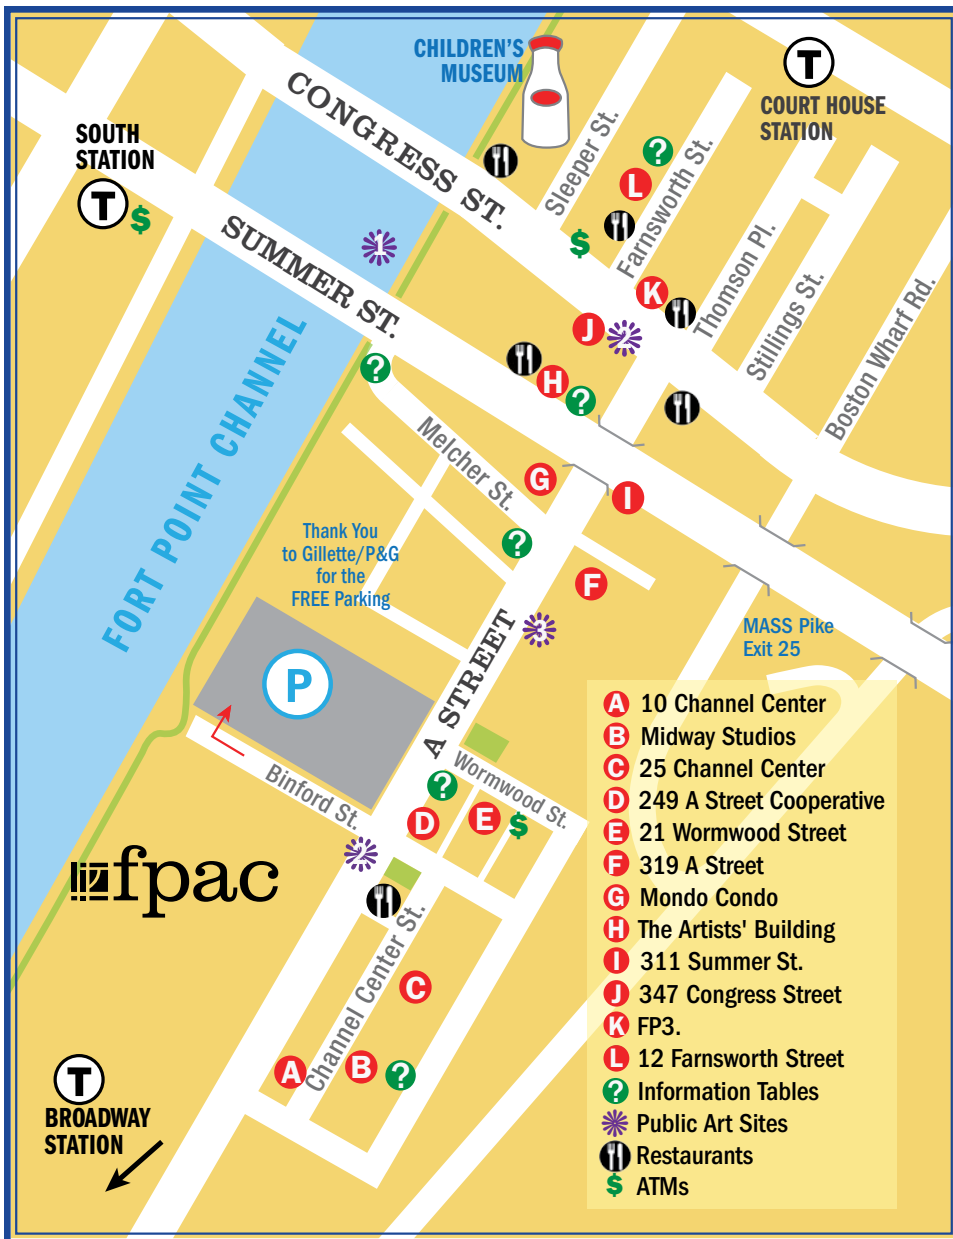 CHILDREN'S
MUSEUM
T
COURT HOUSE
STATION
SOUTH
STATION
T
$
CONGRESS ST.
SUMMER ST.
Sleeper St.
?
L
Farnsworth St.
$
1
K
Thomson Pl.
J
2
Stillings St.
Boston Wharf Rd.
H
?
?
FORT POINT CHANNEL
Melcher St.
G
I
?
F
Thank You
to Gillette/P&G
for the
FREE Parking
3
MASS Pike
Exit 25
P
A STREET
Wormwood St.
Binford St.
?
D
E
$
2
fpac
Channel Center St.
C
A
B
?
T
BROADWAY
STATION
A 10 Channel Center
B Midway Studios
C 25 Channel Center
D 249 A Street Cooperative
E 21 Wormwood Street
F 319 A Street
G Mondo Condo
H The Artists' Building
I 311 Summer St.
J 347 Congress Street
K FP3.
L 12 Farnsworth Street
? Information Tables
Public Art Sites
Restaurants
$ ATMs